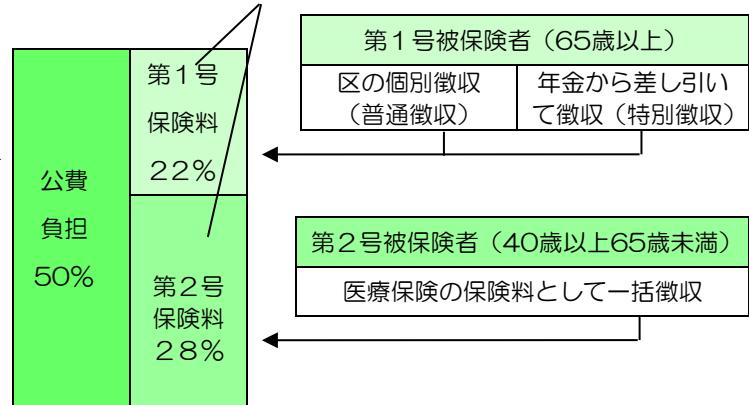 公費
負担
50%
第1号
保険料
22%
第2号
保険料
28%
第1号被保険者（65歳以上）
区の個別徴収
（普通徴収）
年金から差し引い
て徴収（特別徴収）
第2号被保険者（40歳以上65歳未満）
医療保険の保険料として一括徴収